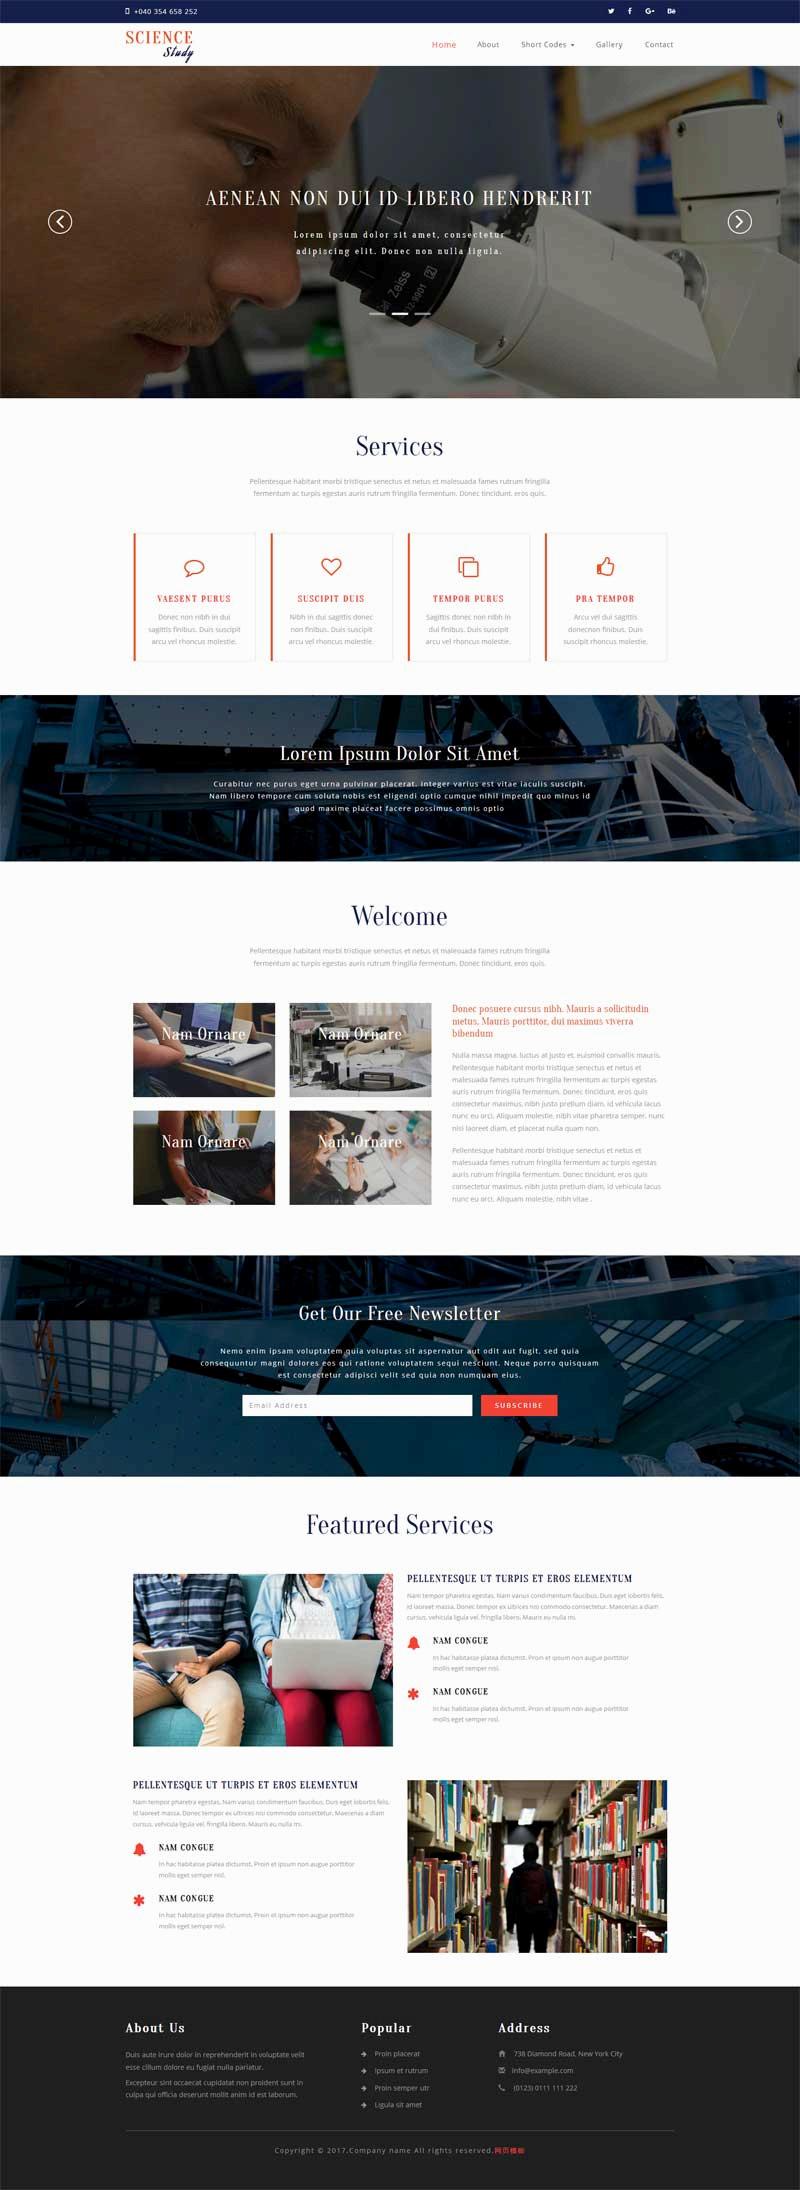 +040 354 658 252
SCIENCE
Study
Home About Short Codes Gallery Contact
AENEAN NON DUI ID LIBERO HENDRERIT
Lorem ipsum dolor sit amet, consectetur
adipiscing elit. Donec non nulla ligula.
Zeiss
Services
Pellentesque habitant morbi tristique senectus et netus et malesuada fames rutrum fringilla
fermentum ac turpis egestas auris rutrum fringilla fermentum. Donec tincidunt, eros quis.
VAESENT PURUS
Donec non nibh in dui
sagittis finibus. Duis suscipit
arcu vel rhoncus molestie.
SUSCIPIT DUIS
Nibh in dui sagittis donec
non finibus. Duis suscipit
arcu vel rhoncus molestie.
TEMPOR PURUS
Sagittis donec non nibh in
dui finibus. Duis suscipit
arcu vel rhoncus molestie.
PRA TEMPOR
Arcu vel dui sagittis
donecnon finibus. Duis
suscipit rhoncus molestie.
Lorem Ipsum Dolor Sit Amet
Curabitur nec purus eget urna pulvinar placerat. Integer varius est vitae iaculis suscipit.
Nam libero tempore cum soluta nobis est eligendi optio cumque nihil impedit quo minus id
quod maxime placeat facere possimus omnis optio
Welcome
Pellentesque habitant morbi tristique senectus et netus et malesuada fames rutrum fringilla
fermentum ac turpis egestas auris rutrum fringilla fermentum. Donec tincidunt, eros quis.
Nam Ornare
Nam Ornare
Nam Ornare
Nam Ornare
Donec posuere cursus nibh. Mauris a sollicitudin
metus, Mauris porttitor, dui maximus viverra
bibendum
Nulla massa magna, luctus at justo et, euismod convallis mauris.
Pellentesque habitant morbi tristique senectus et netus et
malesuada fames rutrum fringilla fermentum ac turpis egestas
auris rutrum fringilla fermentum. Donec tincidunt, eros quis
consectetur maximus, nibh justo pretium diam, id vehicula lacus
nunc eu orci. Aliquam molestie, nibh vitae pharetra semper, nunc
nisi laoreet diam, et placerat nulla quam non.
Pellentesque habitant morbi tristique senectus et netus et
malesuada fames rutrum fringilla fermentum ac turpis egestas
auris rutrum fringilla fermentum. Donec tincidunt, eros quis
consectetur maximus, nibh justo pretium diam, id vehicula lacus
nunc eu orci. Aliquam molestie, nibh vitae .
Get Our Free Newsletter
Nemo enim ipsam voluptatem quia voluptas sit aspernatur aut odit aut fugit, sed quia
consequuntur magni dolores eos qui ratione voluptatem sequi nesciunt. Neque porro quisquam
est consectetur adipisci velit sed quia non numquam eius.
Email Address
SUBSCRIBE
Featured Services
PELLENTESQUE UT TURPIS ET EROS ELEMENTUM
Nam tempor pharetra egestas. Nam varius condimentum faucibus. Duis eget lobortis felis,
id laoreet massa. Donec tempor ex ultrices nisi commodo consectetur. Maecenas a diam
cursus, vehicula ligula vel, fringilla libero. Mauris eu nulla mi.
NAM CONGUE
In hac habitasse platea dictumst. Proin et ipsum non augue porttitor
mollis eget semper nisl.
NAM CONGUE
In hac habitasse platea dictumst. Proin et ipsum non augue porttitor
mollis eget semper nisl.
PELLENTESQUE UT TURPIS ET EROS ELEMENTUM
Nam tempor pharetra egestas. Nam varius condimentum faucibus. Duis eget lobortis felis,
id laoreet massa. Donec tempor ex ultrices nisi commodo consectetur. Maecenas a diam
cursus, vehicula ligula vel, fringilla libero. Mauris eu nulla mi.
NAM CONGUE
In hac habitasse platea dictumst. Proin et ipsum non augue porttitor
mollis eget semper nisl.
NAM CONGUE
In hac habitasse platea dictumst. Proin et ipsum non augue porttitor
mollis eget semper nisl.
About Us
Duis aute irure dolor in reprehenderit in voluptate velit
esse cillum dolore eu fugiat nulla pariatur.
Excepteur sint occaecat cupidatat non proident sunt in
culpa qui officia deserunt mollit anim id est laborum.
Popular
Proin placerat
Ipsum et rutrum
Proin semper utr
Ligula sit amet
Address
738 Diamond Road, New York City
info@example.com
(0123) 0111 111 222
Copyright © 2017.Company name All rights reserved.网页模板